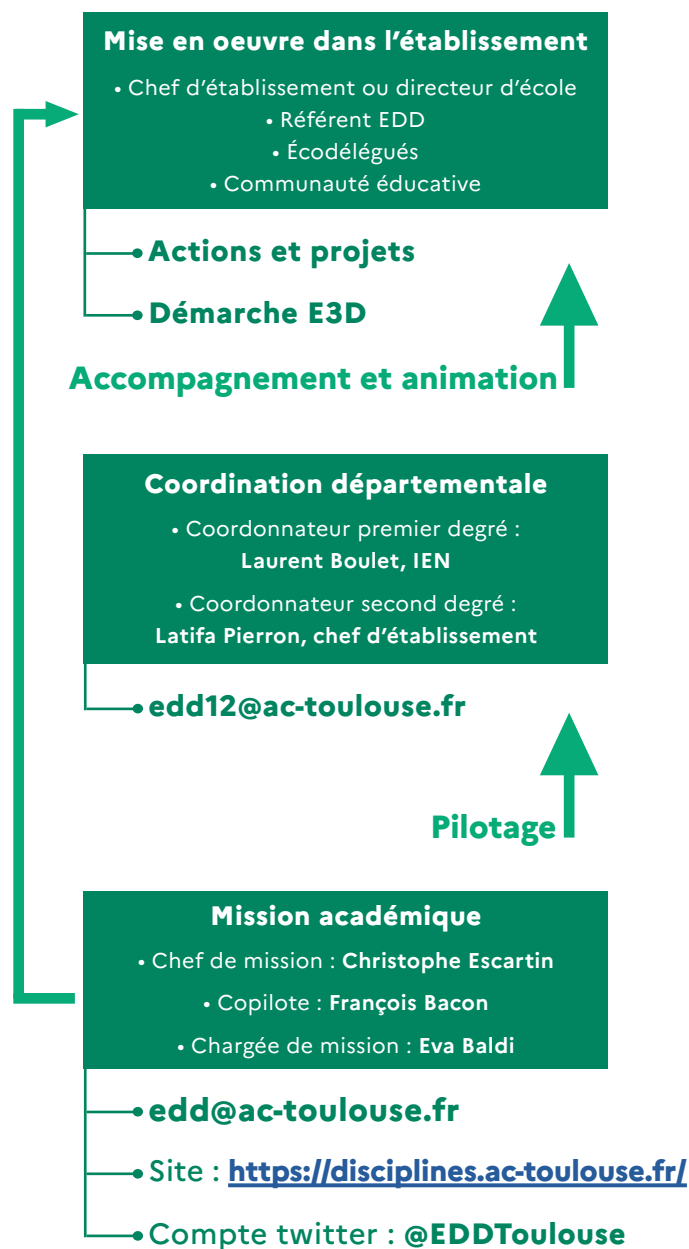 Mise en oeuvre dans l’établissement
• Chef d’établissement ou directeur d’école
• Référent EDD
• Écodélégués
• Communauté éducative
Actions et projets
Démarche E3D
Accompagnement et animation
Coordination départementale
• Coordonnateur premier degré :
Laurent Boulet, IEN
• Coordonnateur second degré :
Latifa Pierron, chef d’établissement
edd12@ac-toulouse.fr
Pilotage
Mission académique
• Chef de mission : Christophe Escartin
• Copilote : François Bacon
• Chargée de mission : Eva Baldi
edd@ac-toulouse.fr
Site : https://disciplines.ac-toulouse.fr/
Compte twitter : @EDDToulouse